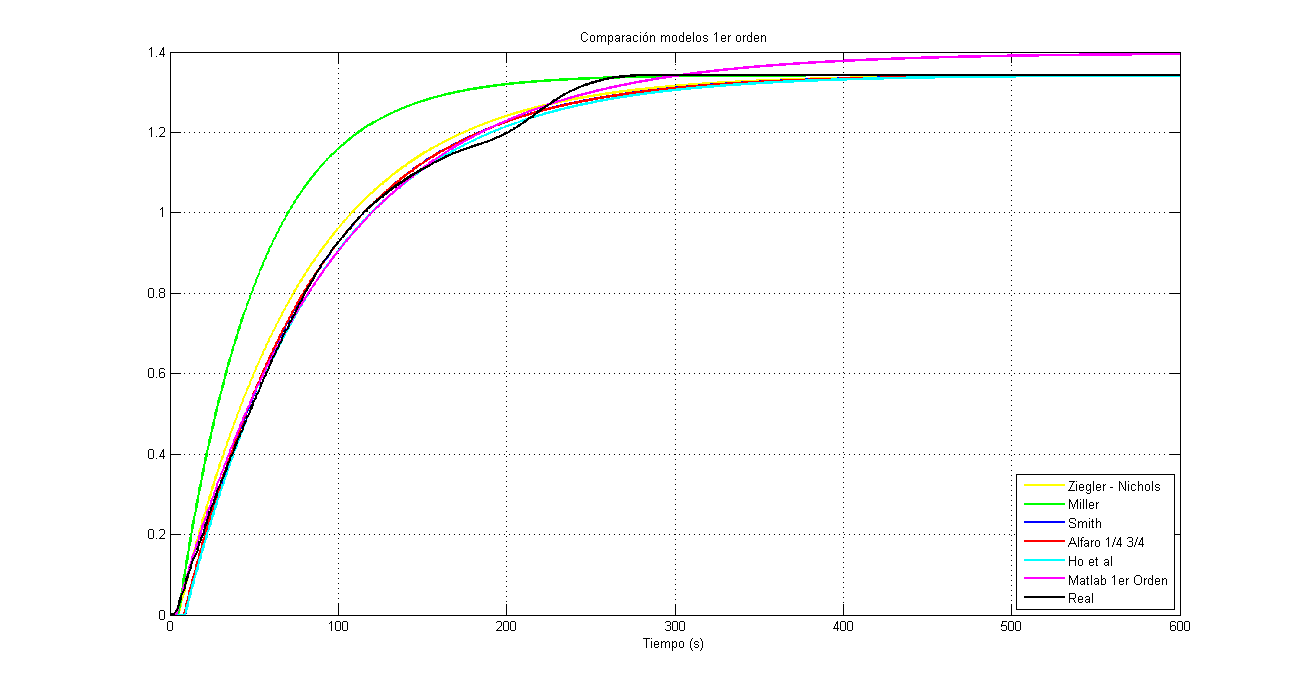 Comparación modelos 1er orden
1.4
1.2
1
0.8
0.6
0.4
0.2
0
0 100 200 300 400 500 600
Tiempo (s)
Ziegler - Nichols
Miller
Smith
Alfaro 1/4 3/4
Ho et al
Matlab 1er Orden
Real